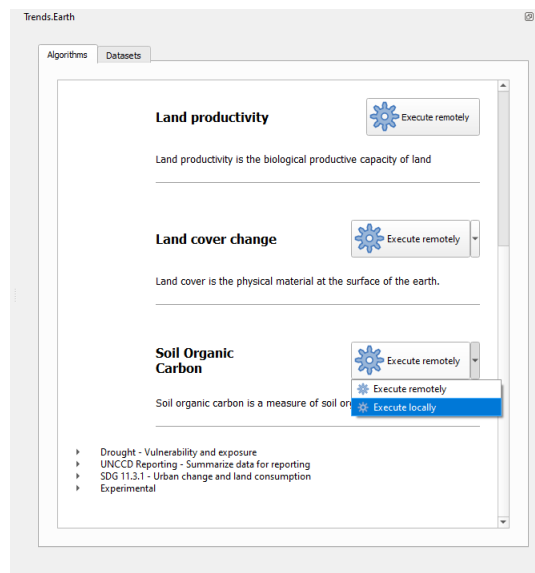 Trends.Earth
Algorithms Datasets
Land productivity
Execute remotely
Land productivity is the biological productive capacity of land
Land cover change
Execute remotely
Land cover is the physical material at the surface of the earth.
Soil Organic
Carbon
Execute remotely
Execute remotely
Execute locally
Soil organic carbon is a measure of soil
Drought - Vulnerability and exposure
UNCCD Reporting - Summarize data for reporting
SDG 11.3.1 - Urban change and land consumption
Experimental